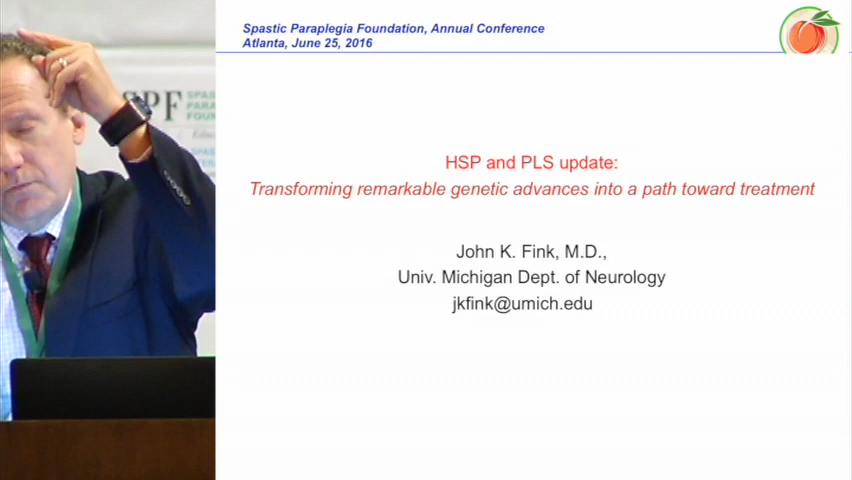 Spastic Paraplegia Foundation, Annual Conference
Atlanta, June 25, 2016
HSP and PLS update:
Transforming remarkable genetic advances into a path toward treatment
John K. Fink, M.D.,
Univ. Michigan Dept. of Neurology
jkfink@umich.edu
SPF